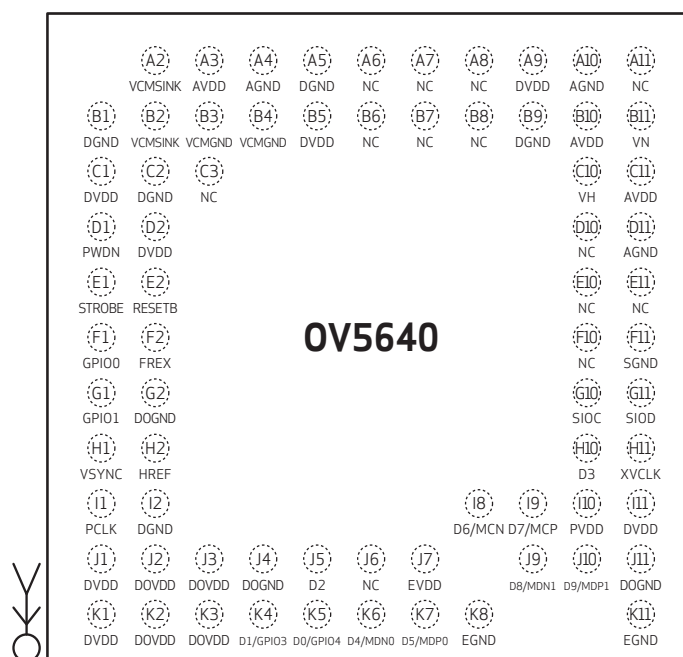 A2 A3 A4 A5 A6 A7 A8 A9 A10 A11
VCMSINK AVDD AGND DGND NC NC NC DVDD AGND NC
B1 B2 B3 B4 B5 B6 B7 B8 B9 B10 B11
DGND VCMSINK VCMGND VCMGND DVDD NC NC NC DGND AVDD VN
C1 C2 C3 C10 C11
DVDD DGND NC VH AVDD
D1 D2 D10 D11
PWDN DVDD NC AGND
E1 E2 E10 E11
STROBE RESETB NC NC
OV5640
F1 F2 F10 F11
GPIO0 FREX NC SGND
G1 G2 G10 G11
GPIO1 DOGND SIOC SIOD
H1 H2 H10 H11
VSYNC HREF D3 XVCLK
I1 I2 I8 I9 I10 I11
PCLK DGND D6/MCN D7/MCP PVDD DVDD
J1 J2 J3 J4 J5 J6 J7 J9 J10 J11
DVDD DOVDD DOVDD DOGND D2 NC EVDD D8/MDN1 D9/MDP1 DOGND
K1 K2 K3 K4 K5 K6 K7 K8 K11
DVDD DOVDD DOVDD D1/GPIO3 D0/GPIO4 D4/MDN0 D5/MDP0 EGND EGND